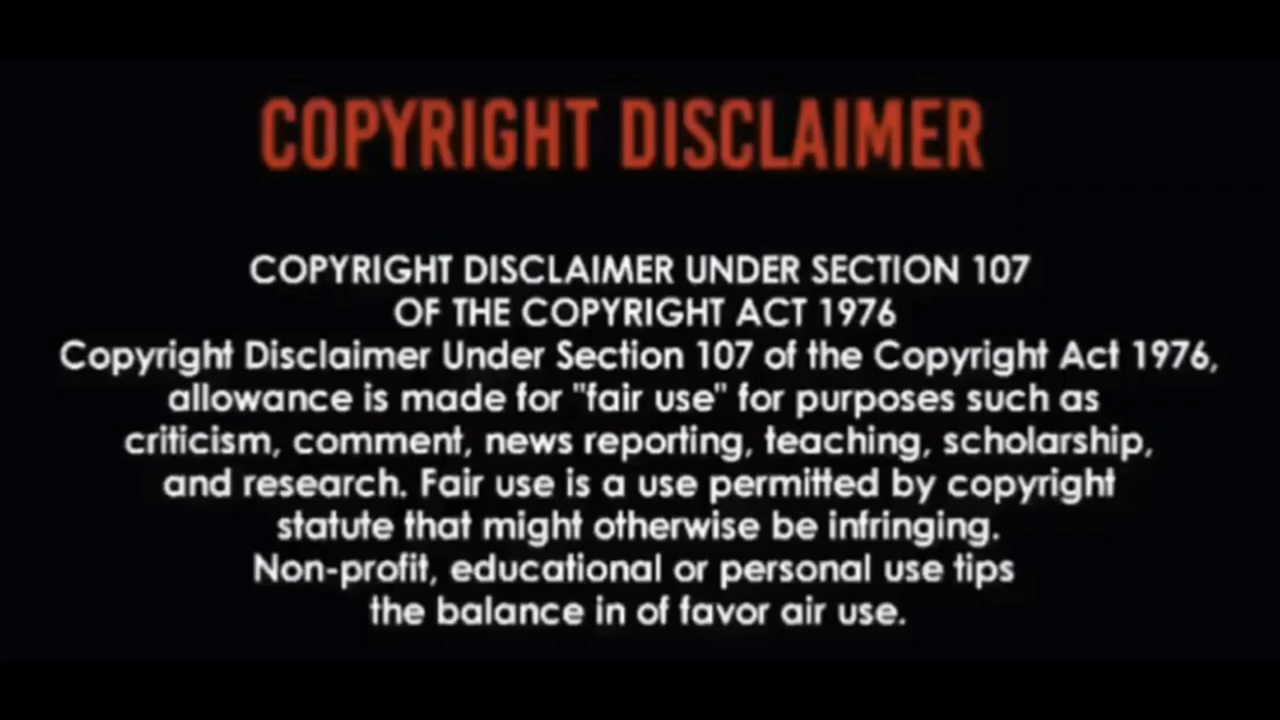 COPYRIGHT DISCLAIMER
COPYRIGHT DISCLAIMER UNDER SECTION 107
OF THE COPYRIGHT ACT 1976
Copyright Disclaimer Under Section 107 of the Copyright Act 1976,
allowance is made for "fair use" for purposes such as
criticism, comment, news reporting, teaching, scholarship,
and research. Fair use is a use permitted by copyright
statute that might otherwise be infringing.
Non-profit, educational or personal use tips
the balance in of favor air use.